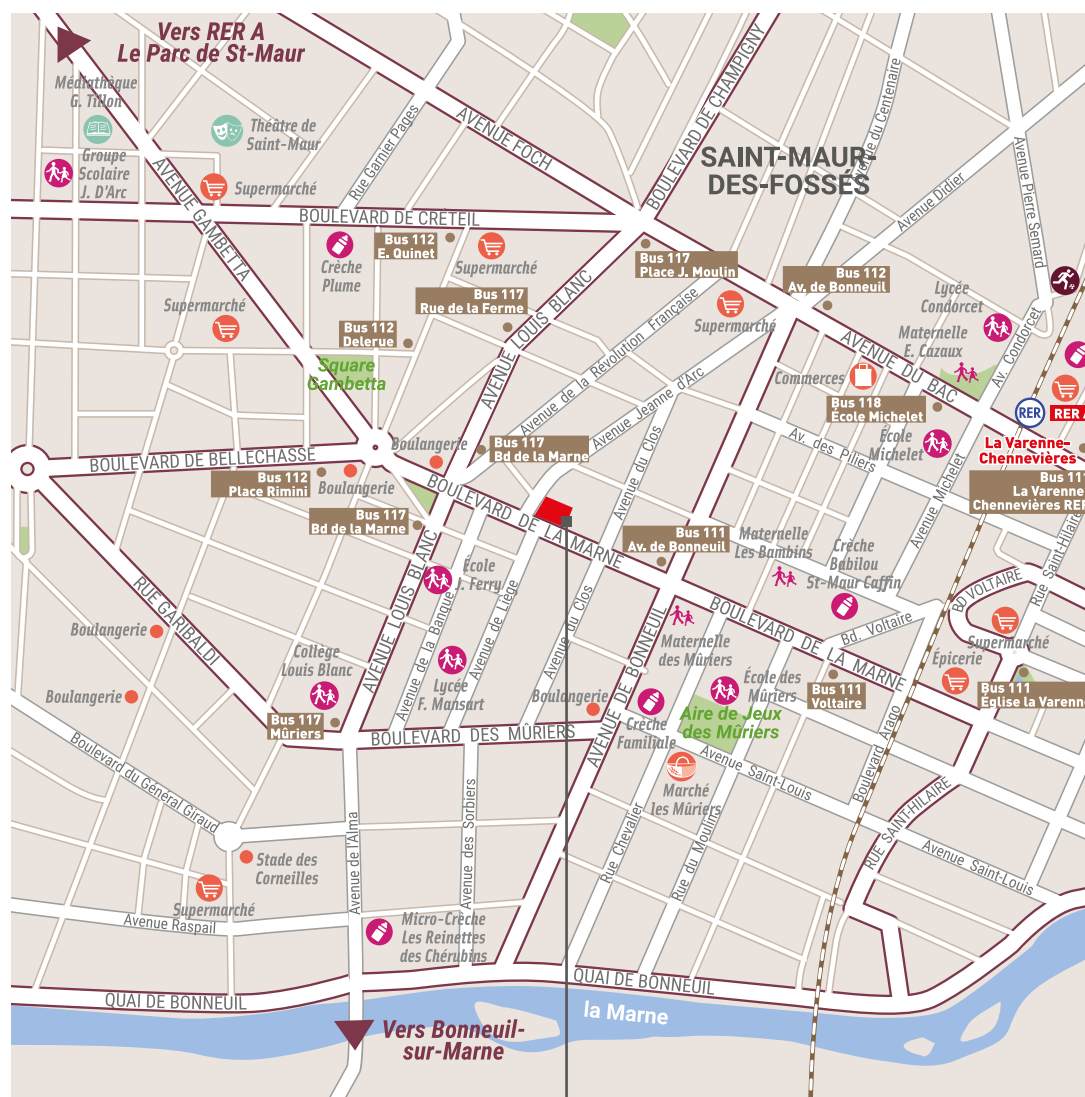 Vers RER A
Le Parc de St-Maur
Médiathèque
G. Tillon
Groupe
Scolaire
J. D'Arc
Théâtre de
Saint-Maur
Supermarché
AVENUE GAMBETTA
Rue Garnier Pages
AVENUE FOCH
BOULEVARD DE CHAMPIGNY
Avenue du Centenaire
SAINT-MAUR-
DES-FOSSÉS
Avenue Didier
Avenue Pierre Semard
BOULEVARD DE CRÉTEIL
Bus 112
E. Quinet
Crèche
Plume
Supermarché
Bus 117
Place J. Moulin
Bus 112
Av. de Bonneuil
Bus 117
Rue de la Ferme
AVENUE LOUIS BLANC
Avenue de la Révolution Française
Supermarché
Lycée
Condorcet
Maternelle
E. Cazaux
Av. Condorcet
Supermarché
Bus 112
Delerue
Square
Gambetta
Avenue Jeanne d'Arc
AVENUE DU BAC
Commerces
Bus 118
École Michelet
RER
RER A
La Varenne-
Chennevières
École
Michelet
Av. des Piliers
Avenue Michelet
BOULEVARD DE BELLECHASSE
Boulangerie
Bus 117
Bd de la Marne
Avenue du Clos
Bus 112
Place Rimini
Boulangerie
Bus 117
Bd de la Marne
BOULEVARD DE LA MARNE
Bus 111
Av. de Bonneuil
Bus 111
La Varenne
Chennevières RER
Rue Saint-Hilaire
Maternelle
Les Bambins
Crèche
Babilou
St-Maur Caffin
RUE GARIBALDI
AVENUE LOUIS BLANC
École
J. Ferry
Avenue de la Banque
Avenue de Liège
Avenue du Clos
BD VOLTAIRE
Bd. Voltaire
BOULEVARD DE LA MARNE
Supermarché
Boulangerie
Collège
Louis Blanc
Lycée
F. Mansart
Maternelle
des Mûriers
École des
Mûriers
Épicerie
Bus 111
Voltaire
Bus 111
Eglise la Varenne
Boulangerie
Boulangerie
AVENUE DE BONNEUIL
Bus 117
Mûriers
BOULEVARD DES MÛRIERS
Crèche
Familiale
Aire de Jeux
des Mûriers
Avenue Saint-Louis
Boulevard Arago
Marché
les Mûriers
Boulevard du Général Giraud
Avenue de l'Alma
Avenue des Sorbiers
Rue Chevalier
Rue du Moulin
RUE SAINT-HILAIRE
Avenue Saint-Louis
Stade des
Corneilles
Supermarché
Avenue Raspail
Micro-Crèche
Les Reinettes
des Chérubins
QUAI DE BONNEUIL
QUAI DE BONNEUIL
la Marne
Vers Bonneuil-
sur-Marne